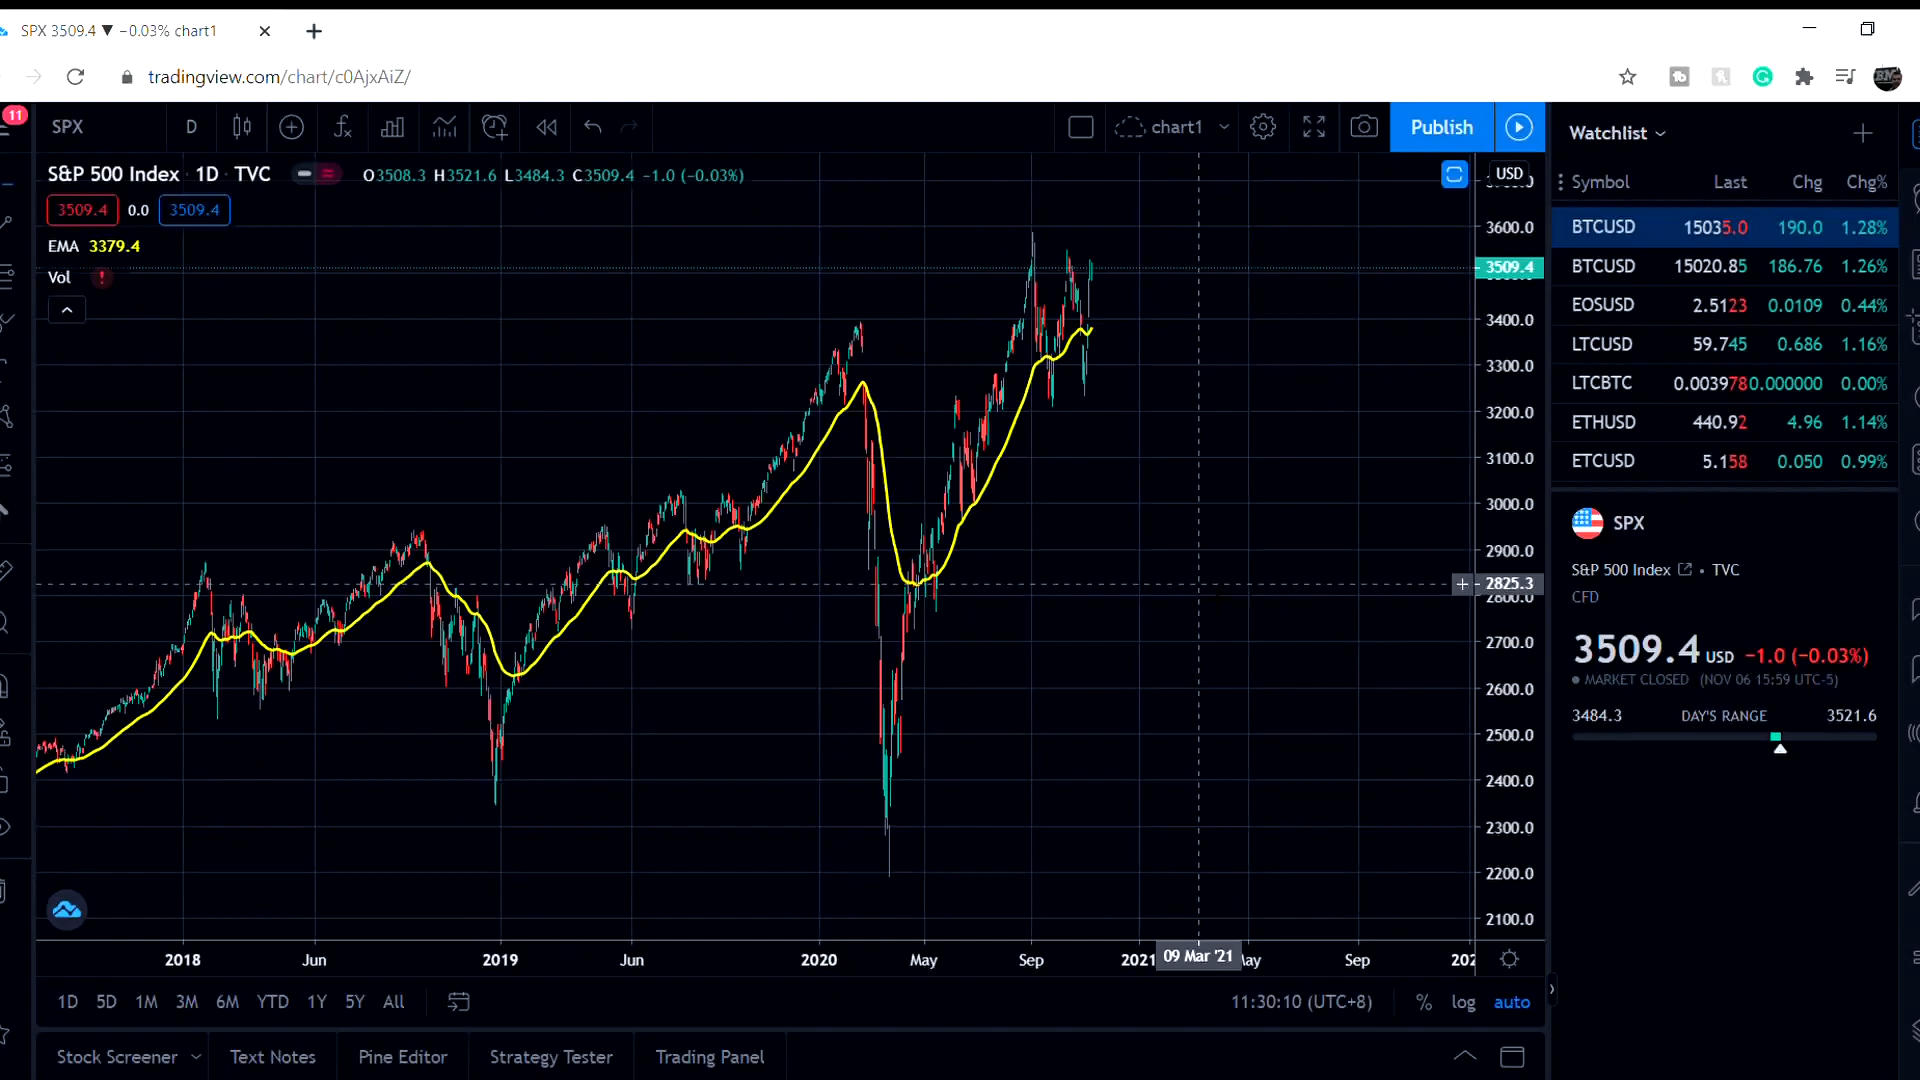 SPX 3509.4 ▼ −0.03% chart1
tradingview.com/chart/c0AjxAiZ/
11
SPX D chart1 Publish
S&P 500 Index · 1D · TVC O3508.3 H3521.6 L3484.3 C3509.4 −1.0 (−0.03%)
3509.4 0.0 3509.4
EMA 3379.4
Vol !
USD
3600.0
3509.4
3400.0
3300.0
3200.0
3100.0
3000.0
2900.0
2825.3
2800.0
2700.0
2600.0
2500.0
2400.0
2300.0
2200.0
2100.0
2018 Jun 2019 Jun 2020 May Sep 2021 09 Mar '21 Sep
1D 5D 1M 3M 6M YTD 1Y 5Y All 11:30:10 (UTC+8) % log auto
Stock Screener Text Notes Pine Editor Strategy Tester Trading Panel
Watchlist
Symbol Last Chg Chg%
BTCUSD 15035.0 190.0 1.28%
BTCUSD 15020.85 186.76 1.26%
EOSUSD 2.5123 0.0109 0.44%
LTCUSD 59.745 0.686 1.16%
LTCBTC 0.003978 0.000000 0.00%
ETHUSD 440.92 4.96 1.14%
ETCUSD 5.158 0.050 0.99%
SPX
S&P 500 Index • TVC
CFD
3509.4 USD −1.0 (−0.03%)
MARKET CLOSED (NOV 06 15:59 UTC-5)
3484.3 DAY'S RANGE 3521.6